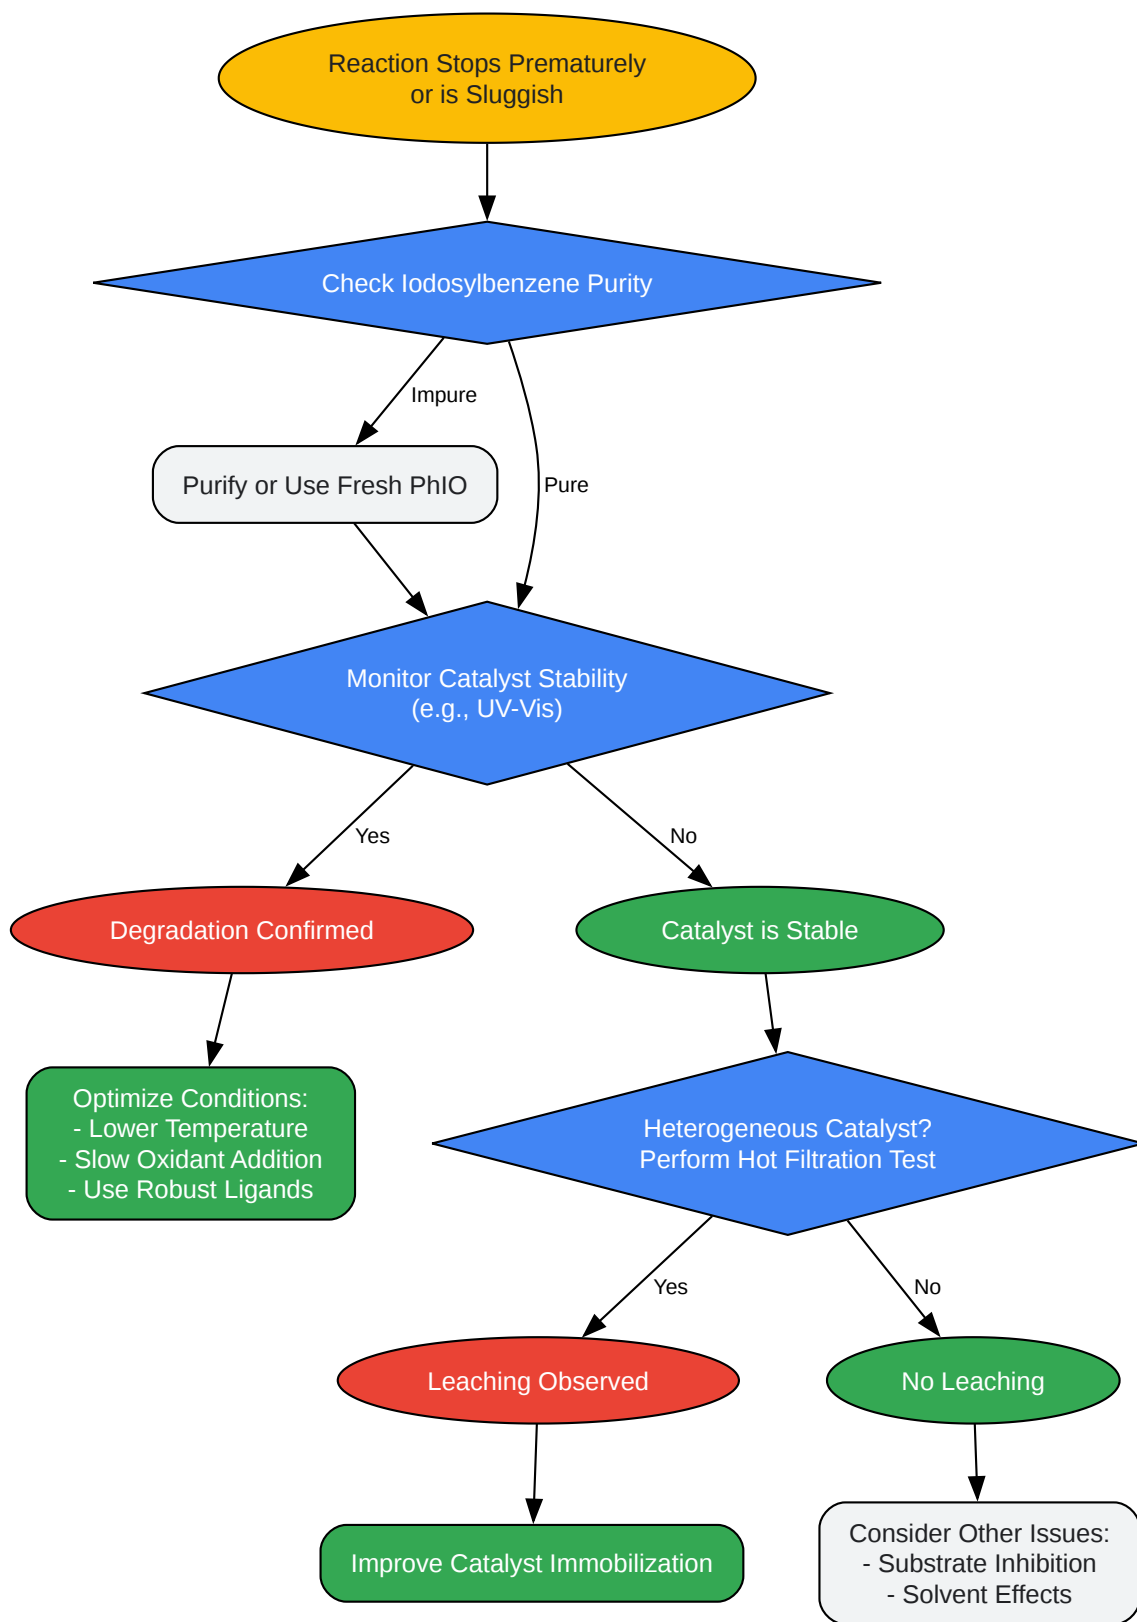 Reaction Stops Prematurely
or is Sluggish
Check Iodosylbenzene Purity
Impure
Purify or Use Fresh PhIO
Pure
Monitor Catalyst Stability
(e.g., UV-Vis)
Yes
No
Degradation Confirmed
Catalyst is Stable
Optimize Conditions:
- Lower Temperature
- Slow Oxidant Addition
- Use Robust Ligands
Heterogeneous Catalyst?
Perform Hot Filtration Test
Yes
No
Leaching Observed
No Leaching
Improve Catalyst Immobilization
Consider Other Issues:
- Substrate Inhibition
- Solvent Effects